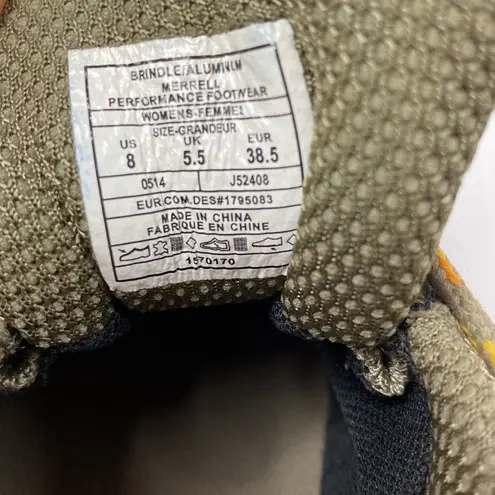 BRINDLE/ALUMINUM
MERRELL
PERFORMANCE FOOTWEAR
WOMENS-FEMMES
SIZE-GRANDEUR
US UK EUR
8 5.5 38.5
0514 J52408
EUR.COM.DES#1795083
MADE IN CHINA
FABRIQUE EN CHINE
1570170